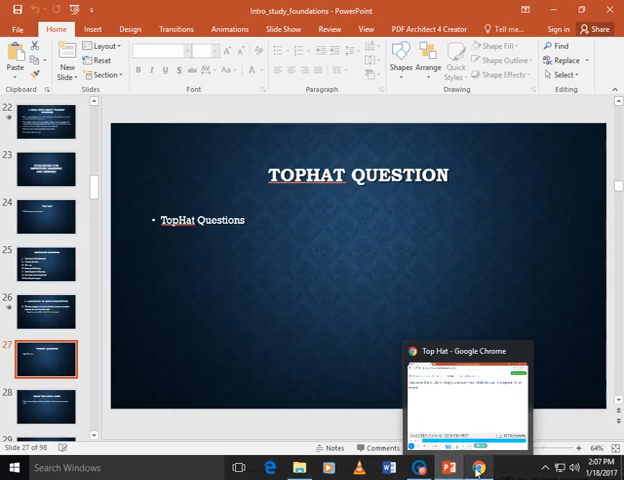 Intro_study_foundations - PowerPoint
File Home Insert Design Transitions Animations Slide Show Review View PDF Architect 4 Creator Tell me... Sign in Share
Paste
New
Slide
Layout
Reset
Section
Shapes
Arrange
Quick
Styles
Shape Fill
Shape Outline
Shape Effects
Find
Replace
Select
Clipboard
Slides
Font
Paragraph
Drawing
Editing
22
23
24
25
26
27
28
29
TOPHAT QUESTION
• TopHat Questions
Top Hat - Google Chrome
Slide 27 of 98
Notes
Comments
64%
Search Windows
2:07 PM
1/18/2017